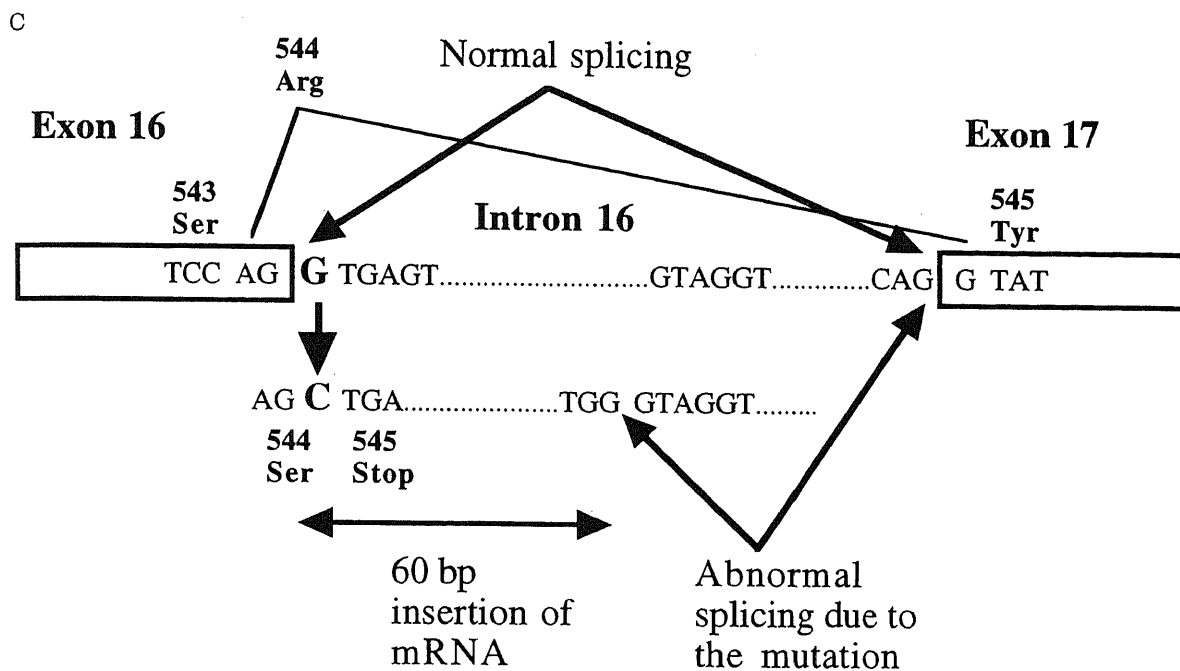 C
544
Arg
Normal splicing
Exon 16
Exon 17
543
Ser
Intron 16
545
Tyr
TCC AG G TGAGT..............................GTAGGT..............CAG G TAT
AG C TGA......................TGG GTAGGT.........
544
Ser
545
Stop
60 bp
insertion of
mRNA
Abnormal
splicing due to
the mutation